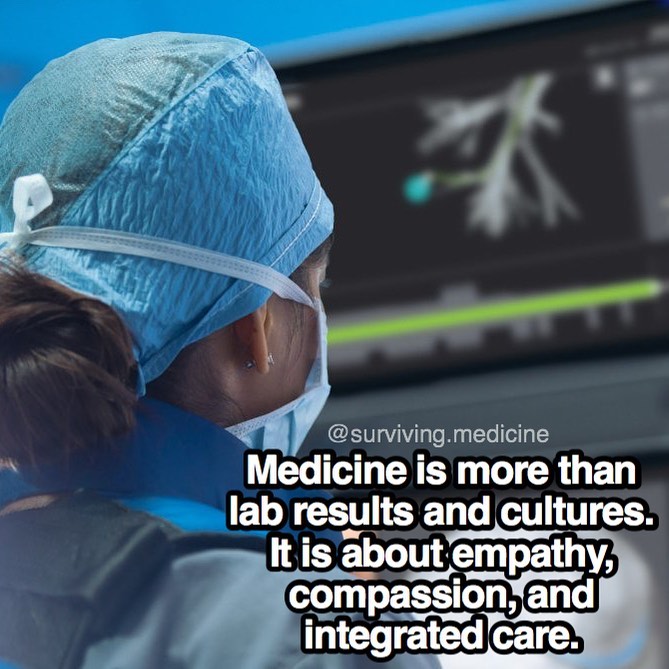 @surviving.medicine
Medicine is more than
lab results and cultures.
It is about empathy,
compassion, and
integrated care.